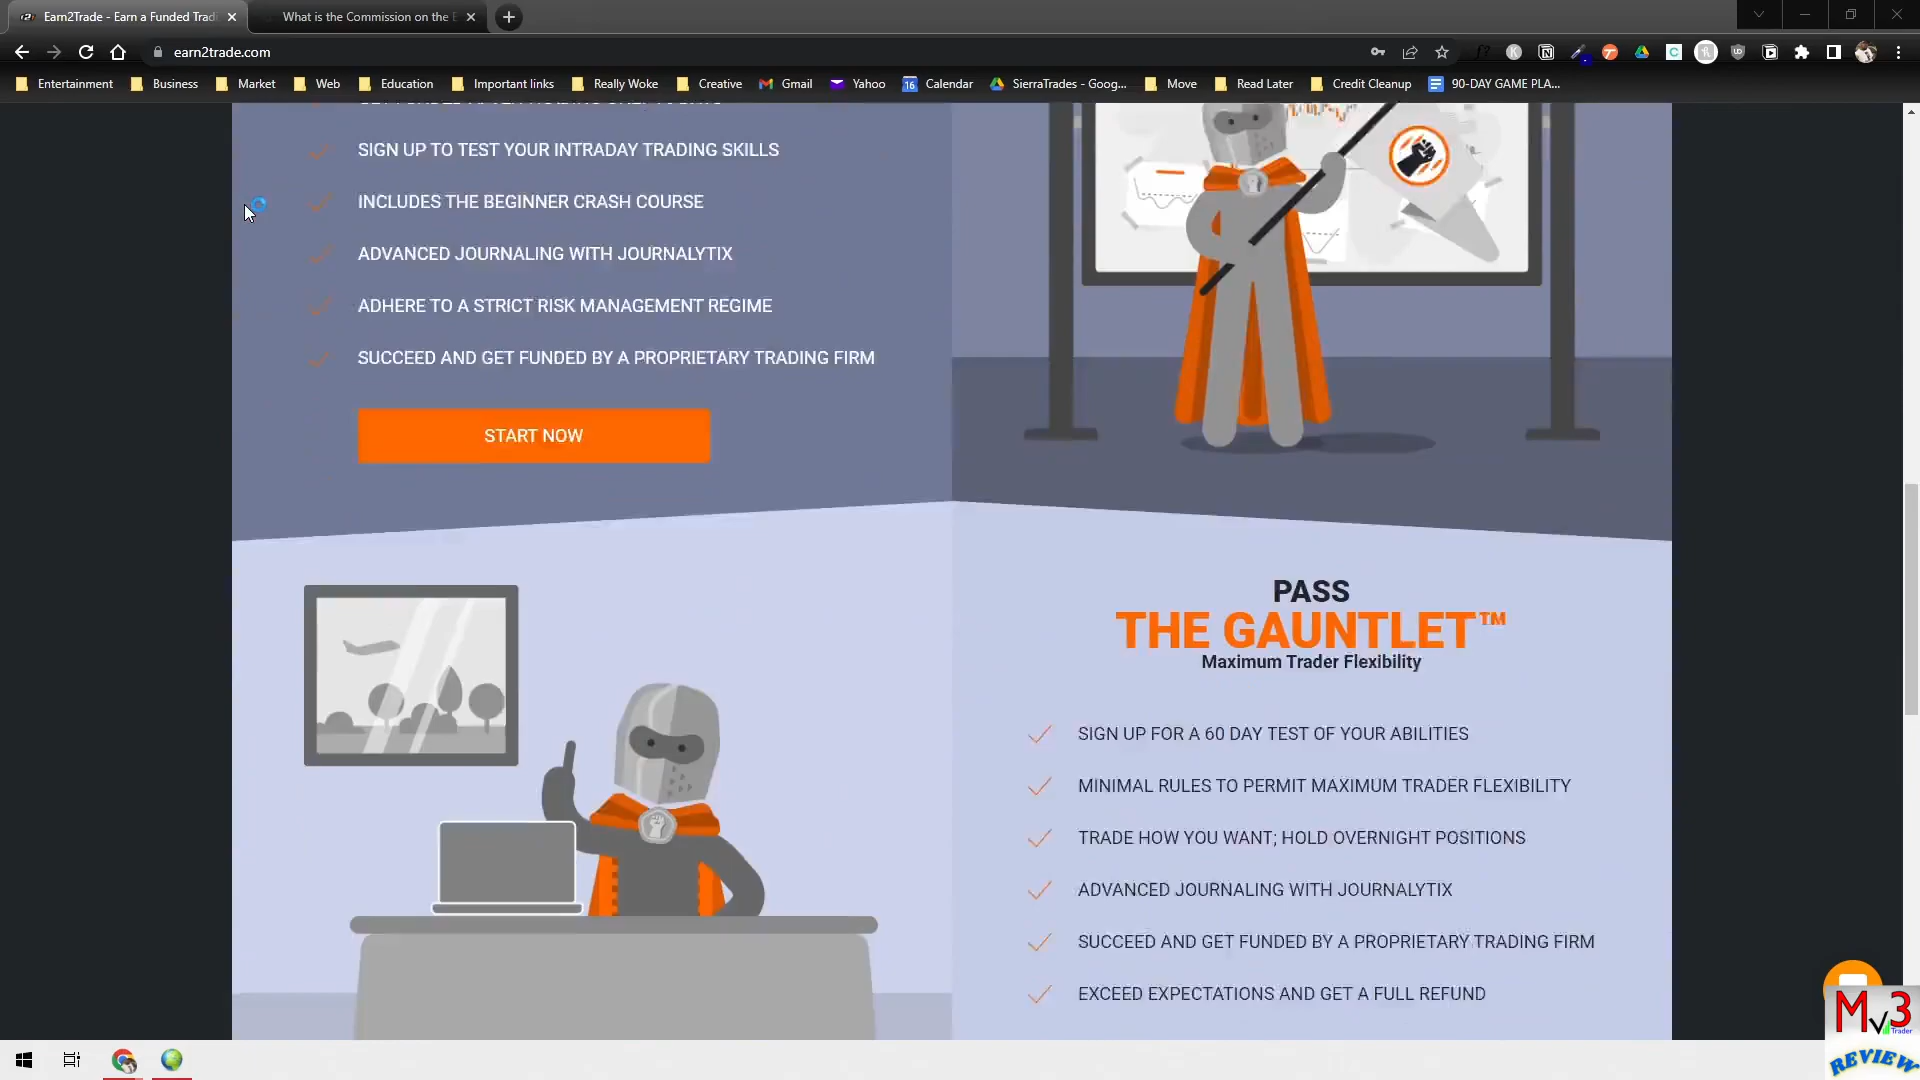 Earn2Trade - Earn a Funded Tradi
What is the Commission on the E
earn2trade.com
Entertainment
Business
Market
Web
Education
Important links
Really Woke
Creative
Gmail
Yahoo
16
Calendar
SierraTrades - Goog...
Move
Read Later
Credit Cleanup
90-DAY GAME PLA...
SIGN UP TO TEST YOUR INTRADAY TRADING SKILLS
INCLUDES THE BEGINNER CRASH COURSE
ADVANCED JOURNALING WITH JOURNALYTIX
ADHERE TO A STRICT RISK MANAGEMENT REGIME
SUCCEED AND GET FUNDED BY A PROPRIETARY TRADING FIRM
START NOW
PASS
THE GAUNTLET™
Maximum Trader Flexibility
SIGN UP FOR A 60 DAY TEST OF YOUR ABILITIES
MINIMAL RULES TO PERMIT MAXIMUM TRADER FLEXIBILITY
TRADE HOW YOU WANT; HOLD OVERNIGHT POSITIONS
ADVANCED JOURNALING WITH JOURNALYTIX
SUCCEED AND GET FUNDED BY A PROPRIETARY TRADING FIRM
EXCEED EXPECTATIONS AND GET A FULL REFUND
Mv3
Trader
REVIEW